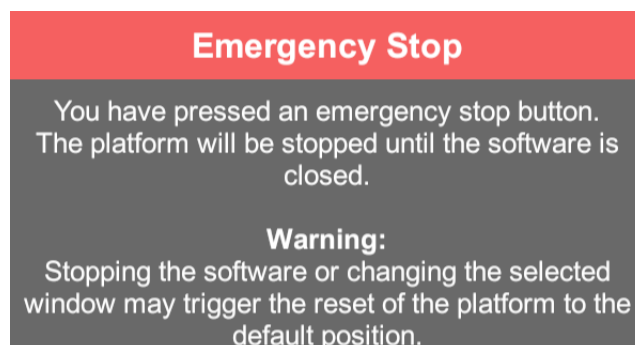 Emergency Stop
You have pressed an emergency stop button.
The platform will be stopped until the software is
closed.
Warning:
Stopping the software or changing the selected
window may trigger the reset of the platform to the
default position.